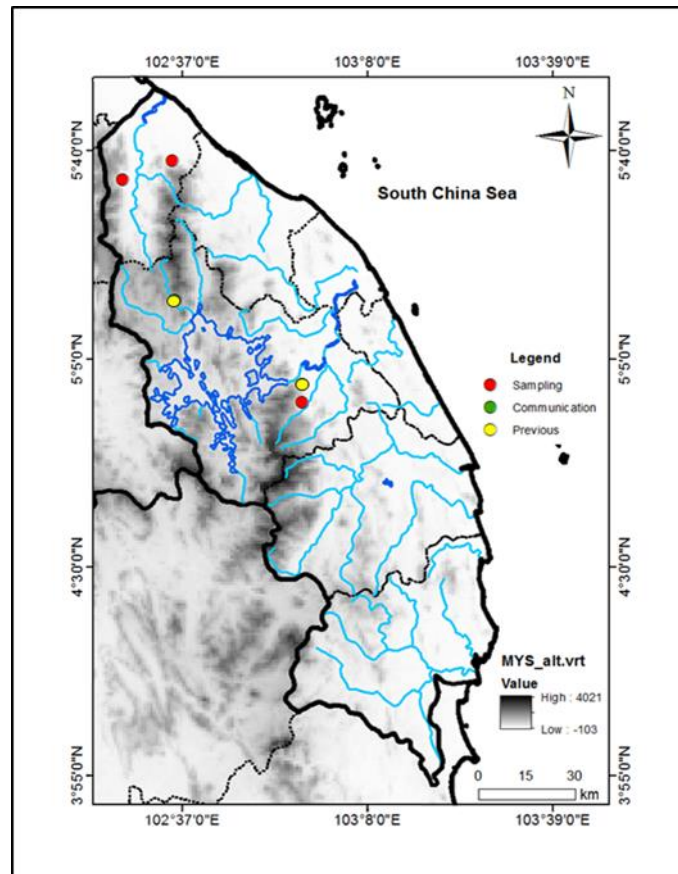 102°37'0"E 103°8'0"E 103°39'0"E
N
5°40'0"N 5°40'0"N
South China Sea
5°5'0"N 5°5'0"N
Legend
Sampling
Communication
Previous
4°30'0"N 4°30'0"N
MYS_alt.vrt
Value
High : 4021
Low : -103
0 15 30
km
3°55'0"N 3°55'0"N
102°37'0"E 103°8'0"E 103°39'0"E